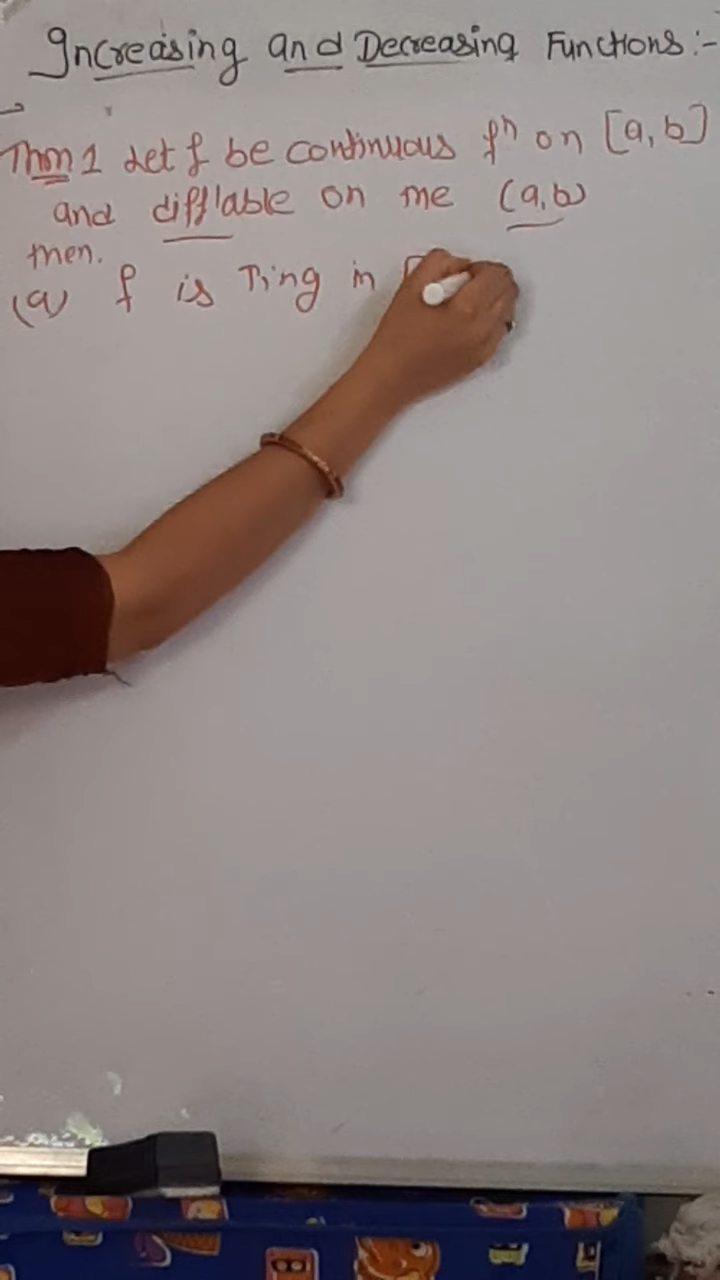 Increasing and Decreasing Functions :-
Thm 1 Let f be continuous fⁿ on [a, b]
and diff'able on the (a,b)
then.
(a) f is ↑ing in [